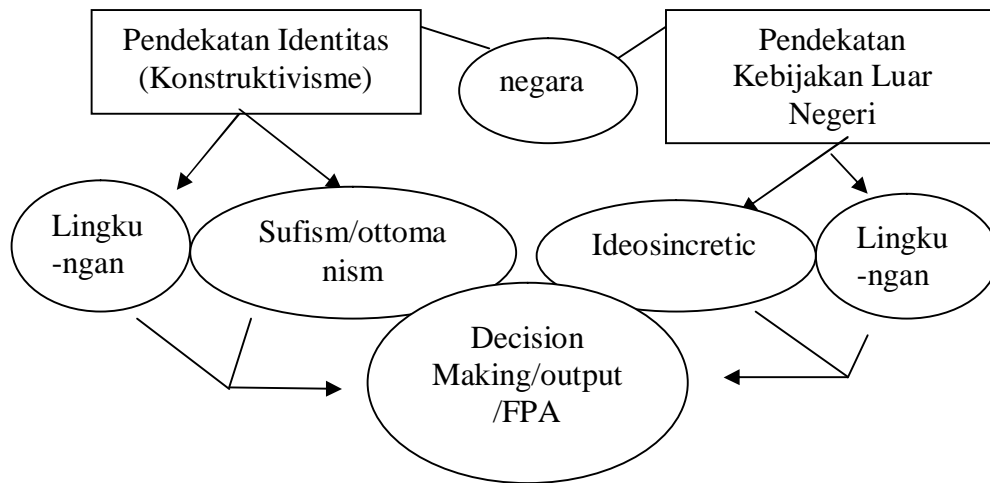 Pendekatan Identitas
(Konstruktivisme)
negara
Pendekatan
Kebijakan Luar
Negeri
Lingku
-ngan
Sufism/ottoma
nism
Ideosincretic
Lingku
-ngan
Decision
Making/output
/FPA